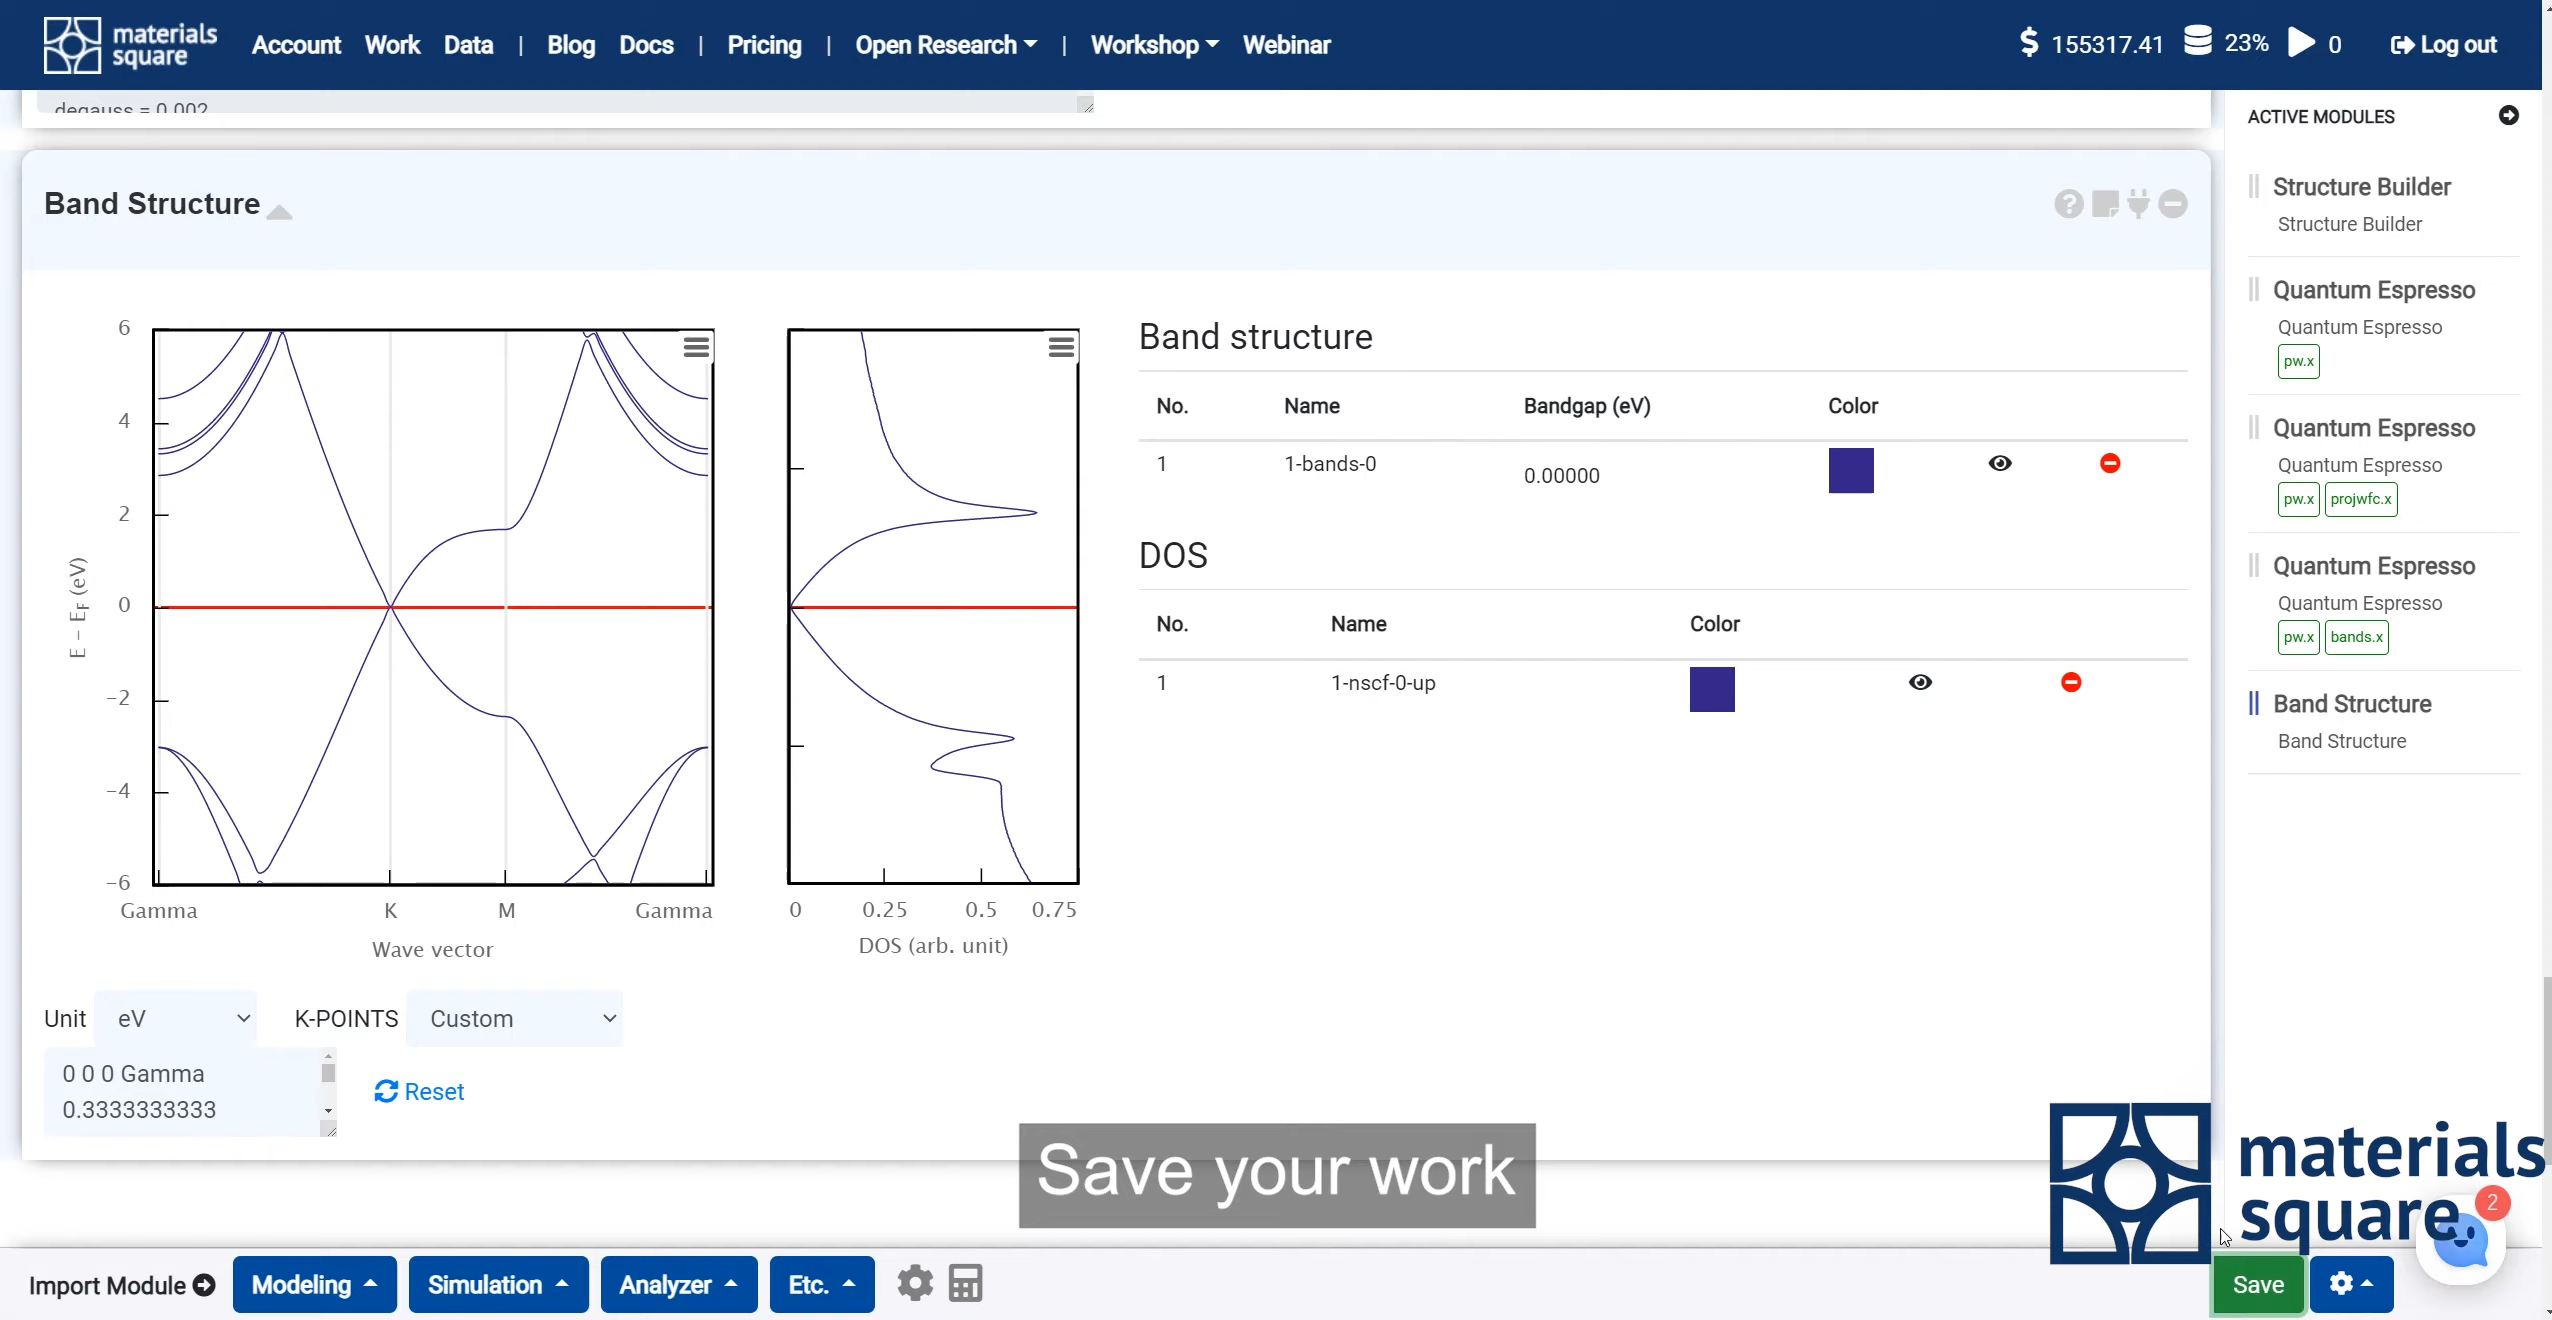 materials square
Account Work Data | Blog Docs | Pricing | Open Research | Workshop Webinar
$ 155317.41 23% 0 Log out
degauss = 0.002
Band Structure
6
4
2
0
−2
−4
−6
E − EF (eV)
Gamma K M Gamma
Wave vector
0 0.25 0.5 0.75
DOS (arb. unit)
Band structure
No. Name Bandgap (eV) Color
1 1-bands-0 0.00000
DOS
No. Name Color
1 1-nscf-0-up
Unit eV K-POINTS Custom
0 0 0 Gamma
0.3333333333
Reset
ACTIVE MODULES
Structure Builder
Structure Builder
Quantum Espresso
Quantum Espresso
pw.x
Quantum Espresso
Quantum Espresso
pw.x projwfc.x
Quantum Espresso
Quantum Espresso
pw.x bands.x
Band Structure
Band Structure
Save your work
materials
square
2
Import Module Modeling Simulation Analyzer Etc. Save